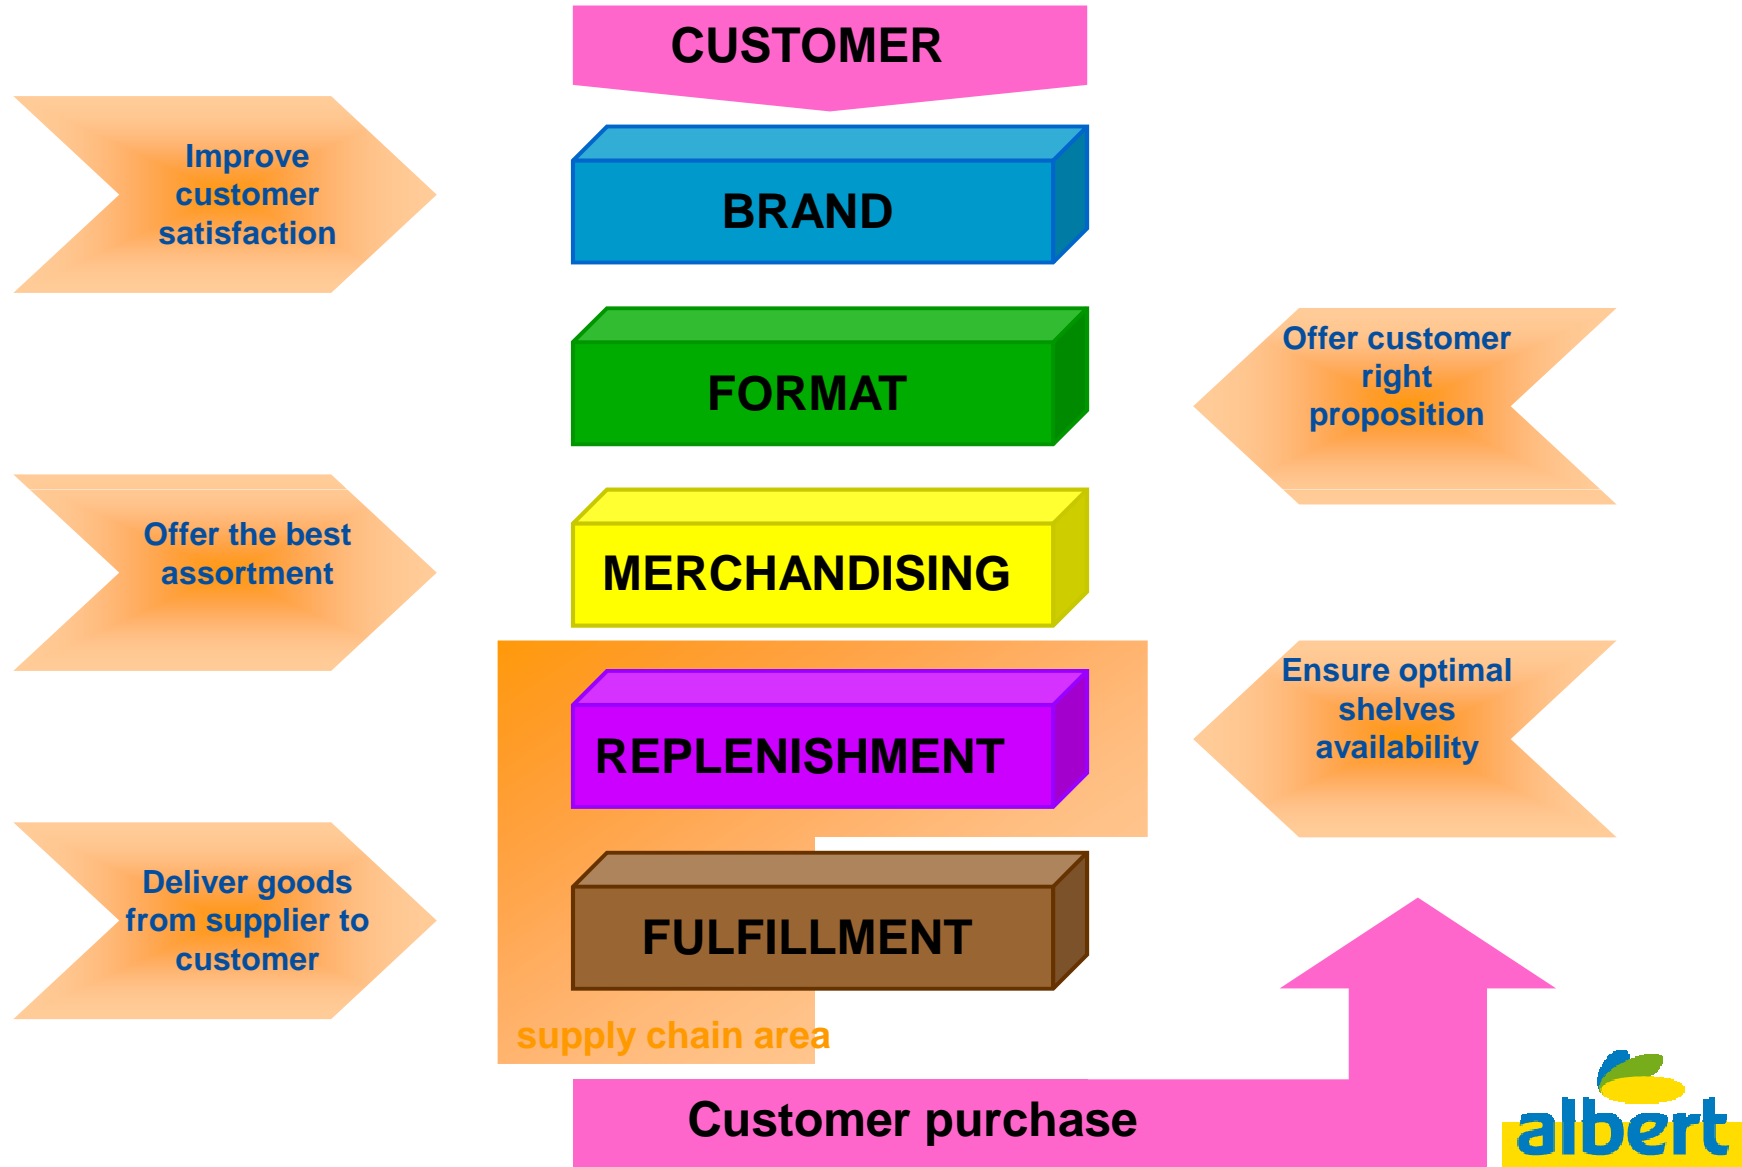 CUSTOMER
Improve
customer
satisfaction
BRAND
FORMAT
Offer customer
right
proposition
Offer the best
assortment
MERCHANDISING
REPLENISHMENT
Ensure optimal
shelves
availability
Deliver goods
from supplier to
customer
FULFILLMENT
supply chain area
Customer purchase
albert